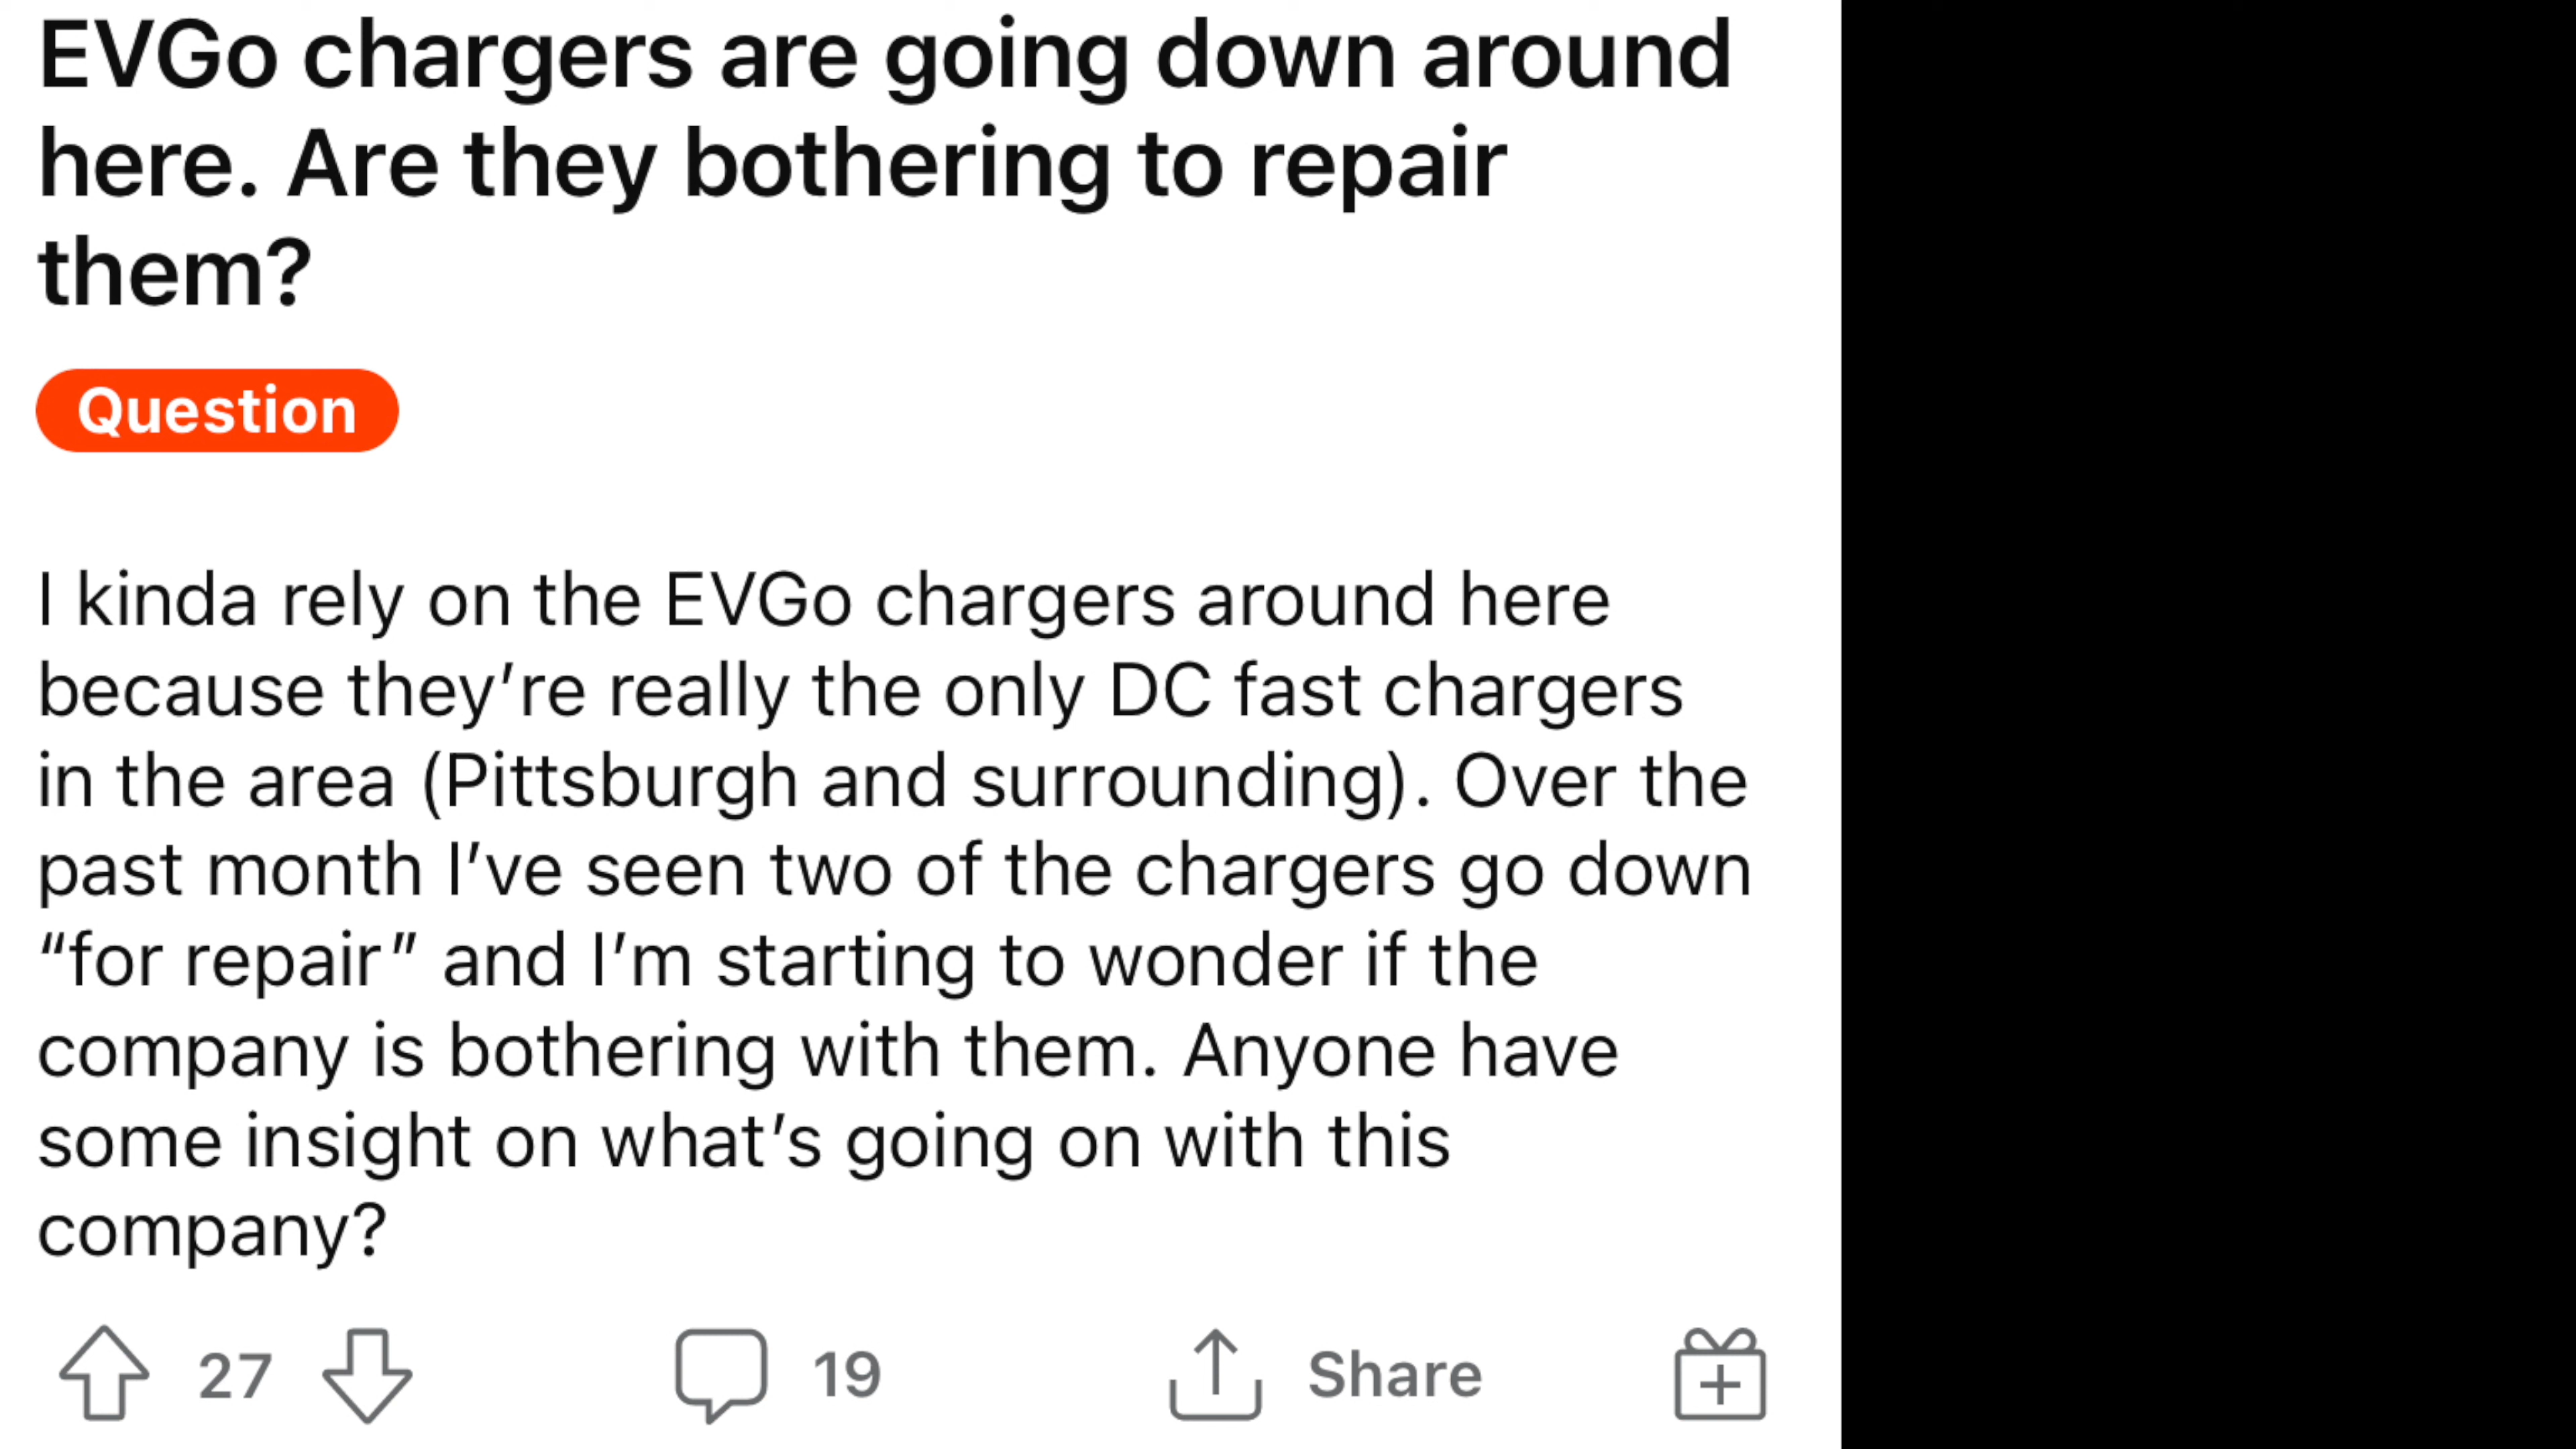 EVGo chargers are going down around
here. Are they bothering to repair
them?
Question
I kinda rely on the EVGo chargers around here
because they’re really the only DC fast chargers
in the area (Pittsburgh and surrounding). Over the
past month I’ve seen two of the chargers go down
“for repair” and I’m starting to wonder if the
company is bothering with them. Anyone have
some insight on what’s going on with this
company?
27 19 Share